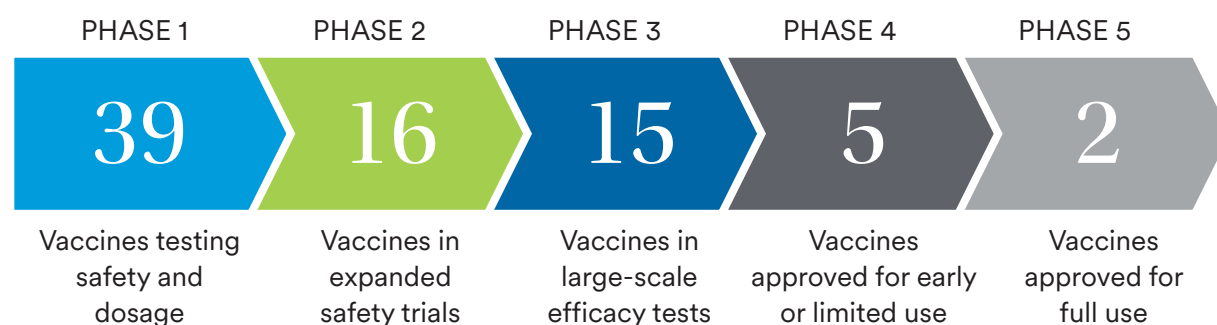 PHASE 1 PHASE 2 PHASE 3 PHASE 4 PHASE 5
39 16 15 5 2
Vaccines testing
safety and
dosage
Vaccines in
expanded
safety trials
Vaccines in
large-scale
efficacy tests
Vaccines
approved for early
or limited use
Vaccines
approved for
full use